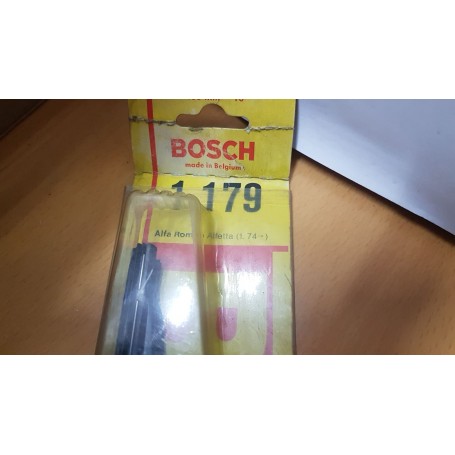 BOSCH
made in Belgium
1 179
Alfa Romeo Alfetta (1.74→)